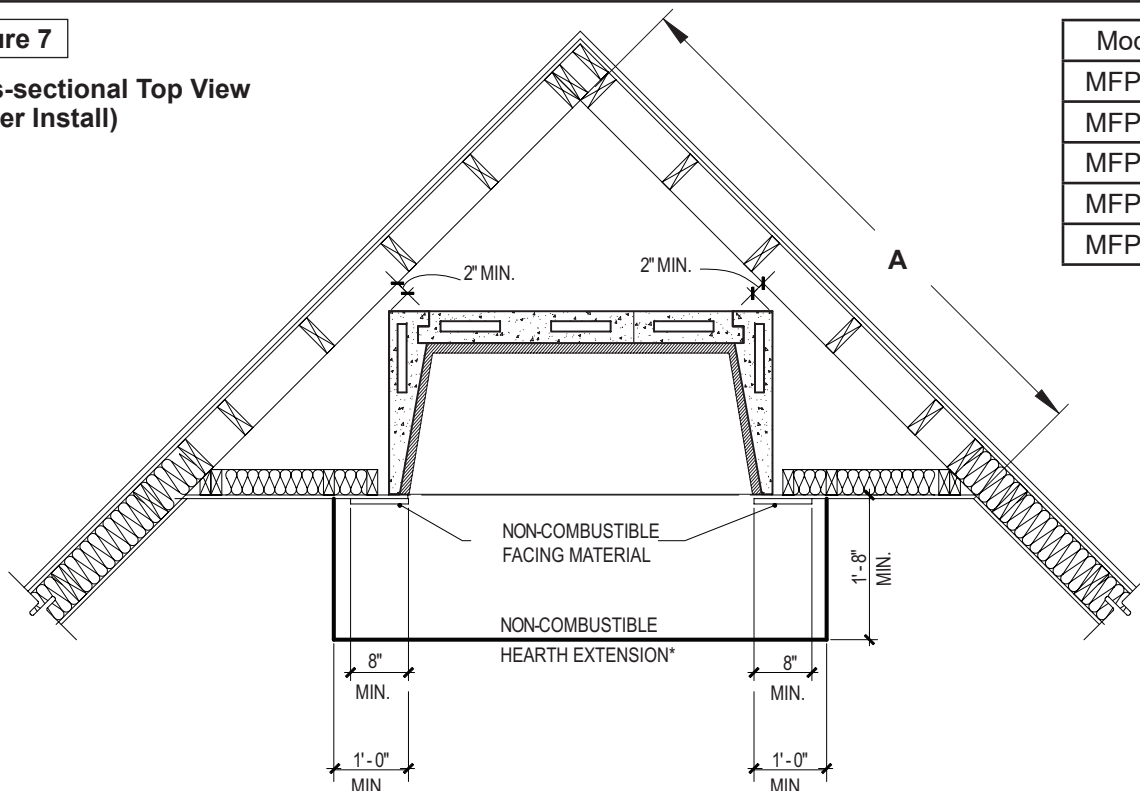 ure 7
s-sectional Top View
er Install)
Moc
MFP
MFP
MFP
MFP
MFP
A
2" MIN.
2" MIN.
NON-COMBUSTIBLE
FACING MATERIAL
1'-8"
MIN.
NON-COMBUSTIBLE
HEARTH EXTENSION*
8"
MIN.
8"
MIN.
1'-0"
MIN
1'-0"
MIN